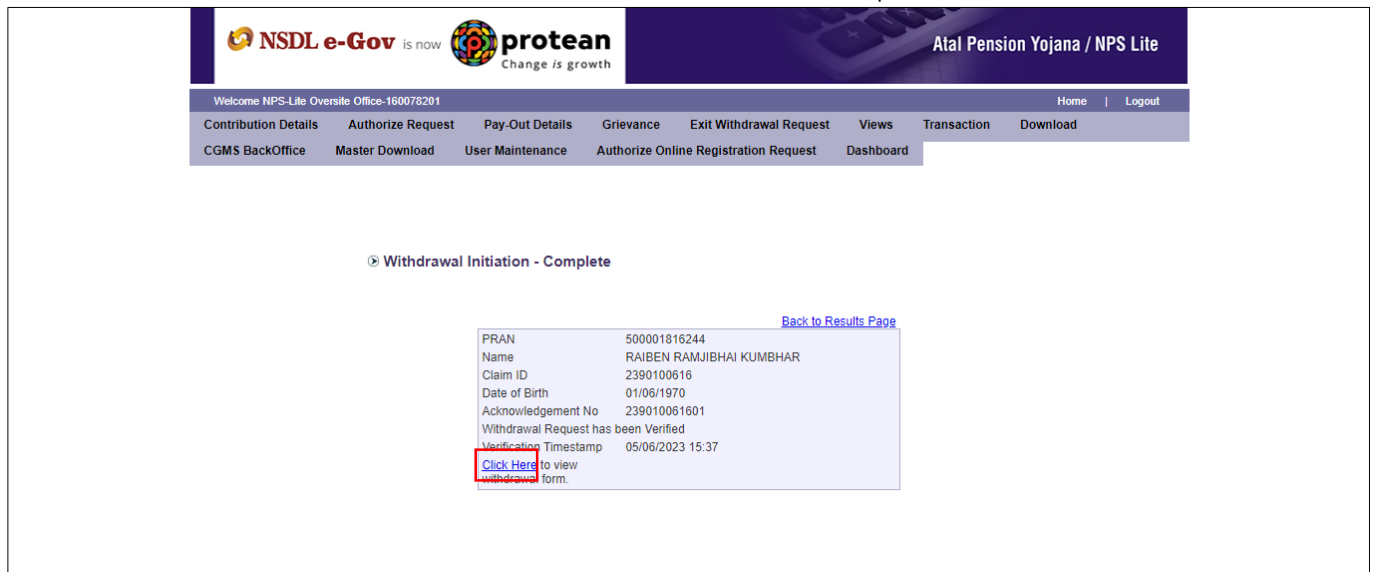 NSDL e-Gov is now protean
Change is growth
Atal Pension Yojana / NPS Lite
Welcome NPS-Lite Oversite Office-160078201 Home | Logout
Contribution Details Authorize Request Pay-Out Details Grievance Exit Withdrawal Request Views Transaction Download
CGMS BackOffice Master Download User Maintenance Authorize Online Registration Request Dashboard
Withdrawal Initiation - Complete
Back to Results Page
PRAN 500001816244
Name RAIBEN RAMJIBHAI KUMBHAR
Claim ID 2390100616
Date of Birth 01/06/1970
Acknowledgement No 239010061601
Withdrawal Request has been Verified
Verification Timestamp 05/06/2023 15:37
Click Here to view
withdrawal form.